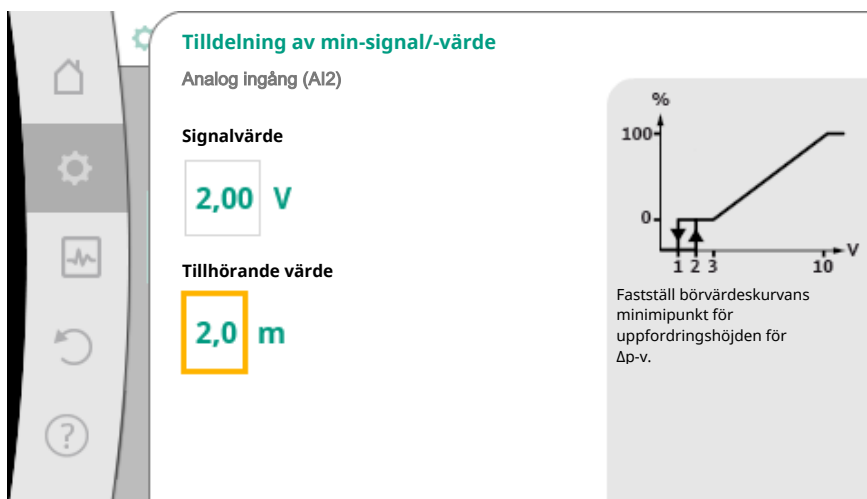 Tilldelning av min-signal/-värde
Analog ingång (AI2)
Signalvärde
2,00 V
Tillhörande värde
2,0 m
%
100
0
1 2 3 10 V
Fastställ börvärdeskurvans
minimipunkt för
uppfordringshöjden för
Δp-v.
?